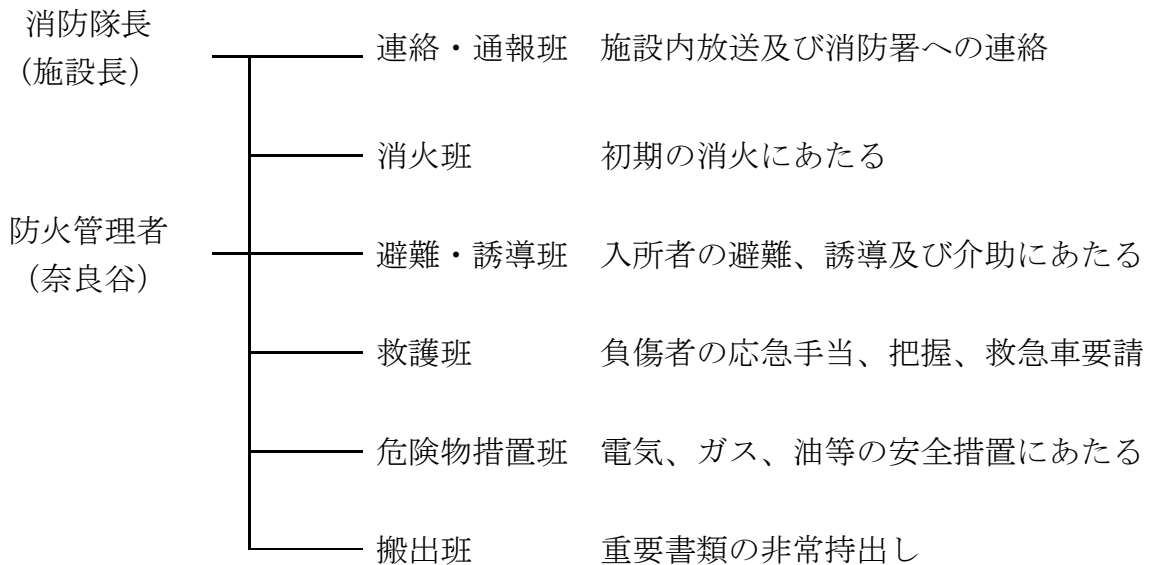 消防隊長
（施設長）
連絡・通報班　施設内放送及び消防署への連絡
消火班　初期の消火にあたる
防火管理者
（奈良谷）
避難・誘導班　入所者の避難、誘導及び介助にあたる
救護班　負傷者の応急手当、把握、救急車要請
危険物措置班　電気、ガス、油等の安全措置にあたる
搬出班　重要書類の非常持出し